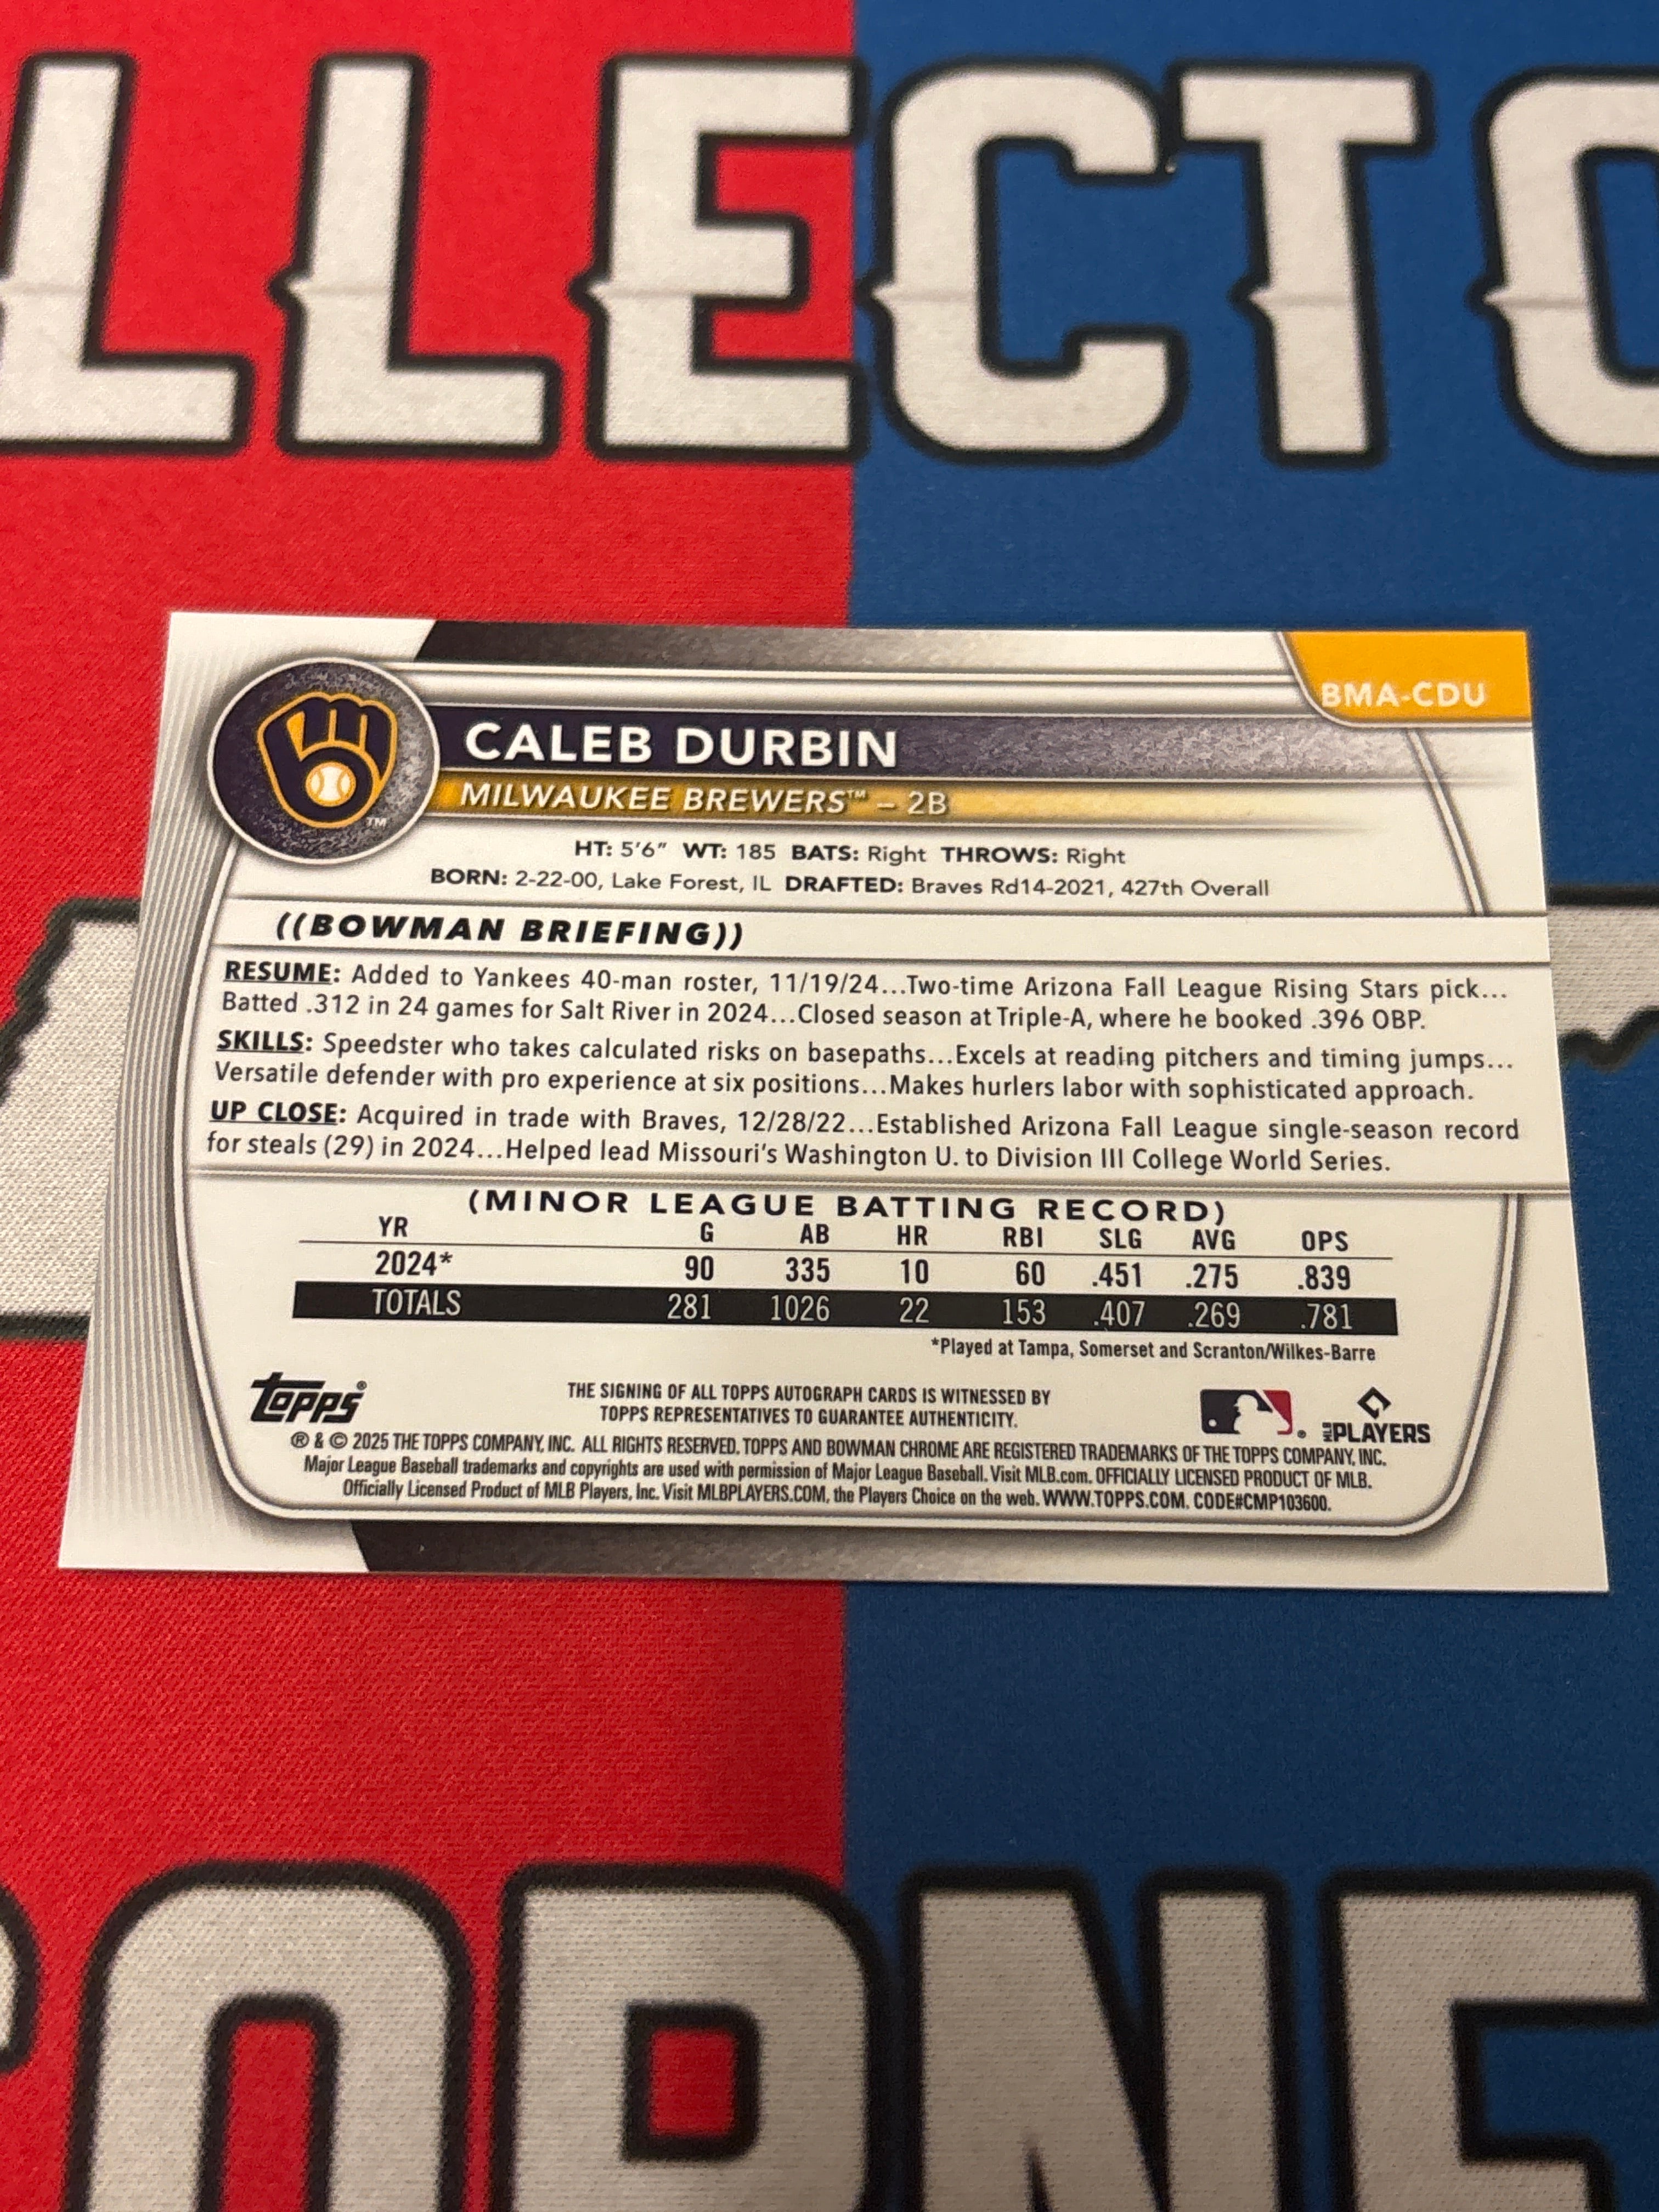 LLECTO
BMA-CDU
CALEB DURBIN
MILWAUKEE BREWERS™ – 2B
TM
HT: 5'6" WT: 185 BATS: Right THROWS: Right
BORN: 2-22-00, Lake Forest, IL DRAFTED: Braves Rd14-2021, 427th Overall
((BOWMAN BRIEFING))
RESUME: Added to Yankees 40-man roster, 11/19/24...Two-time Arizona Fall League Rising Stars pick...
Batted .312 in 24 games for Salt River in 2024...Closed season at Triple-A, where he booked .396 OBP.
SKILLS: Speedster who takes calculated risks on basepaths...Excels at reading pitchers and timing jumps...
Versatile defender with pro experience at six positions...Makes hurlers labor with sophisticated approach.
UP CLOSE: Acquired in trade with Braves, 12/28/22...Established Arizona Fall League single-season record
for steals (29) in 2024...Helped lead Missouri's Washington U. to Division III College World Series.
(MINOR LEAGUE BATTING RECORD)
YR G AB HR RBI SLG AVG OPS
2024* 90 335 10 60 .451 .275 .839
TOTALS 281 1026 22 153 .407 .269 .781
*Played at Tampa, Somerset and Scranton/Wilkes-Barre
Topps®
THE SIGNING OF ALL TOPPS AUTOGRAPH CARDS IS WITNESSED BY
TOPPS REPRESENTATIVES TO GUARANTEE AUTHENTICITY.
MLB PLAYERS
® & © 2025 THE TOPPS COMPANY, INC. ALL RIGHTS RESERVED. TOPPS AND BOWMAN CHROME ARE REGISTERED TRADEMARKS OF THE TOPPS COMPANY, INC.
Major League Baseball trademarks and copyrights are used with permission of Major League Baseball. Visit MLB.com. OFFICIALLY LICENSED PRODUCT OF MLB.
Officially Licensed Product of MLB Players, Inc. Visit MLBPLAYERS.COM, the Players Choice on the web. WWW.TOPPS.COM. CODE#CMP103600.
ORNE